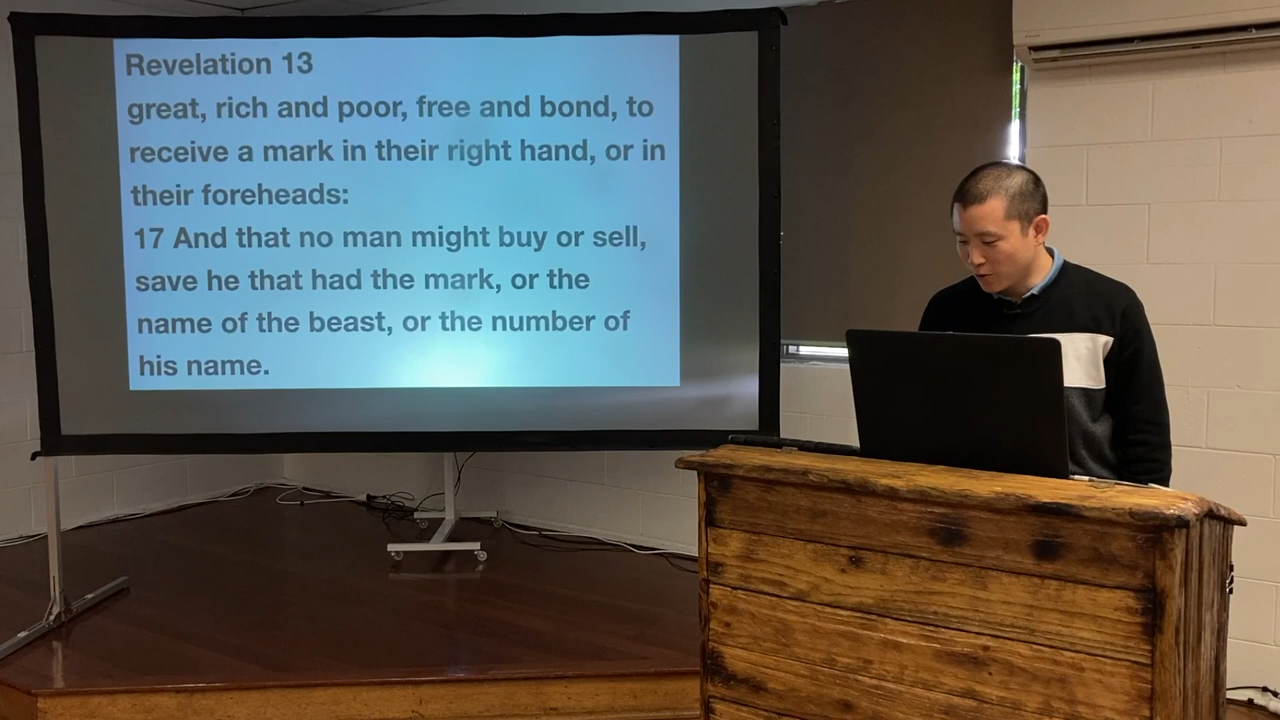 Revelation 13
great, rich and poor, free and bond, to
receive a mark in their right hand, or in
their foreheads:
17 And that no man might buy or sell,
save he that had the mark, or the
name of the beast, or the number of
his name.